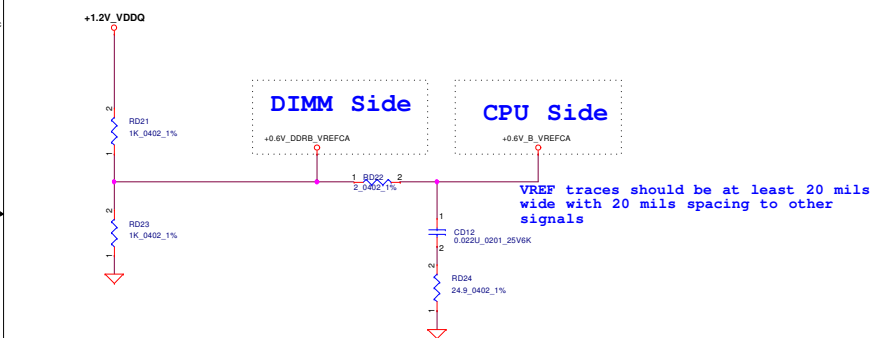 +1.2V_VDDQ
DIMM Side
CPU Side
+0.6V_DDRB_VREFCA
+0.6V_B_VREFCA
2
RD21
1K_0402_1%
1
1
RD22
2
2_0402_1%
VREF traces should be at least 20 mils
wide with 20 mils spacing to other
signals
2
RD23
1K_0402_1%
1
1
CD12
0.022U_0201_25V6K
2
2
RD24
24.9_0402_1%
1